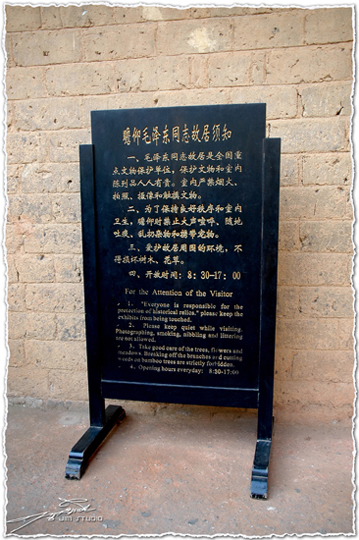 瞻仰毛泽东同志故居须知
一、毛泽东同志故居是全国重
点文物保护单位，保护文物和室内
陈列品人人有责。室内严禁烟火、
拍照、摄像和触摸文物。
二、为了保持良好秩序和室内
卫生，瞻仰时禁止大声喧哗、随地
吐痰、乱扔杂物和携带宠物。
三、爱护故居周围的环境，不
得损坏树木、花草。
四、开放时间：8:30-17:00
For the Attention of the Visitor
1. "Everyone is responsible for the
protection of historical relics." please keep the
exhibits from being touched.
2. Please keep quiet while visiting.
Photographing, smoking, nibbling and littering
are not allowed.
3. Take good care of the trees, flowers and
meadows. Breaking off the branches and cutting
words on bamboo trees are strictly forbidden.
4. Opening hours everyday: 8:30-17:00
STUDIO